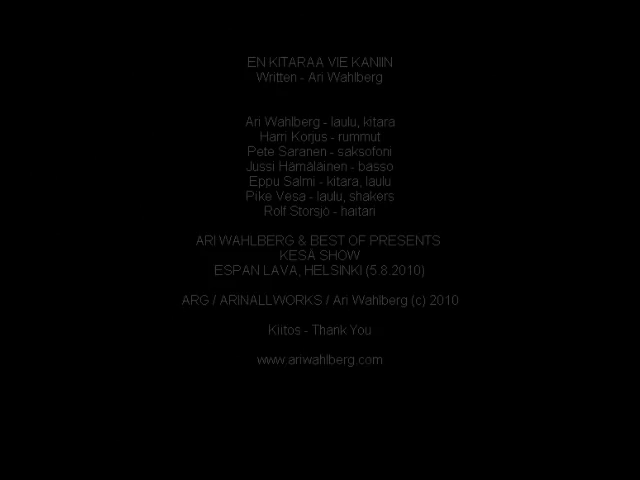 EN KITARAA VIE KANIIN
Written - Ari Wahlberg
Ari Wahlberg - laulu, kitara
Harri Korjus - rummut
Pete Saranen - saksofoni
Jussi Hämäläinen - basso
Eppu Salmi - kitara, laulu
Pike Vesa - laulu, shakers
Rolf Storsjö - haitari
ARI WAHLBERG & BEST OF PRESENTS
KESÄ SHOW
ESPAN LAVA, HELSINKI (5.8.2010)
ARG / ARINALLWORKS / Ari Wahlberg (c) 2010
Kiitos - Thank You
www.ariwahlberg.com